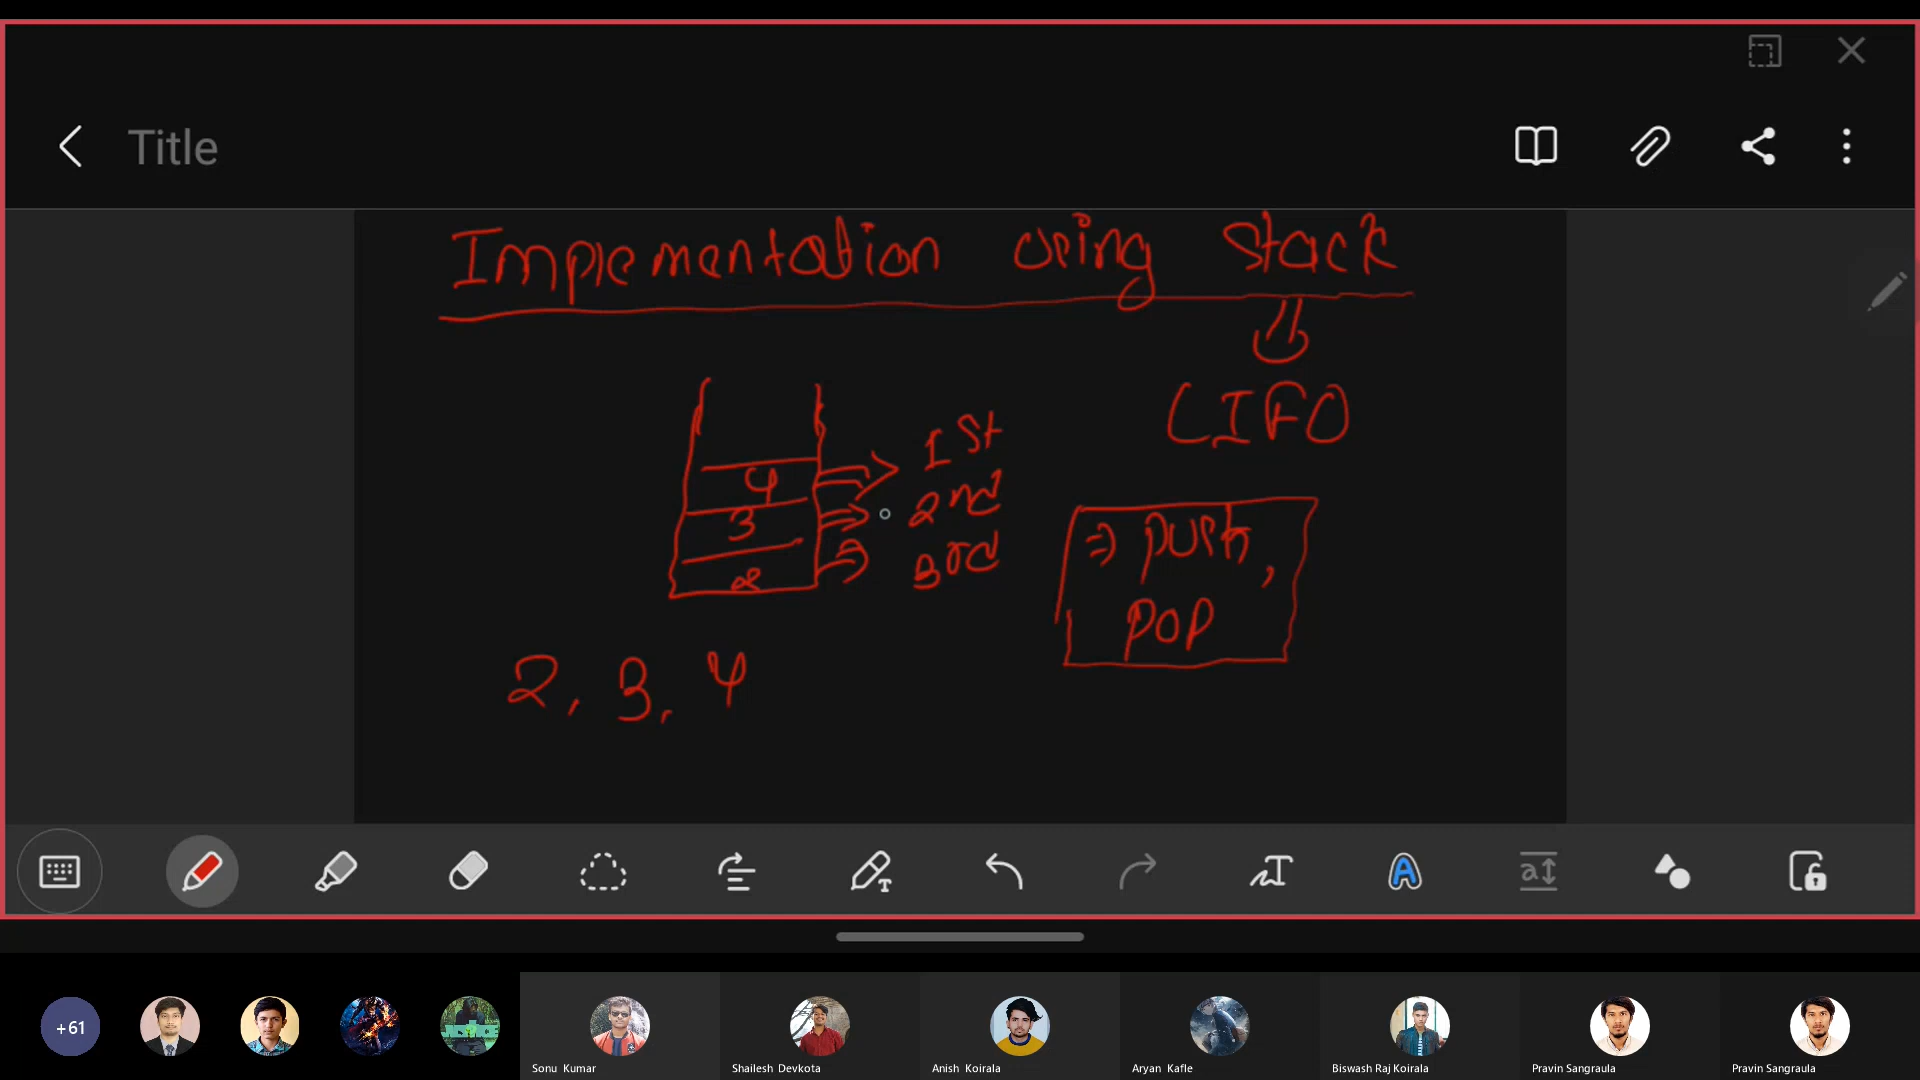 Title
Implementation using Stack
LIFO
4
3
2
1st
2nd
3rd
⇒ push,
pop
2, 3, 4
+61
Sonu Kumar
Shailesh Devkota
Anish Koirala
Aryan Kafle
Biswash Raj Koirala
Pravin Sangraula
Pravin Sangraula